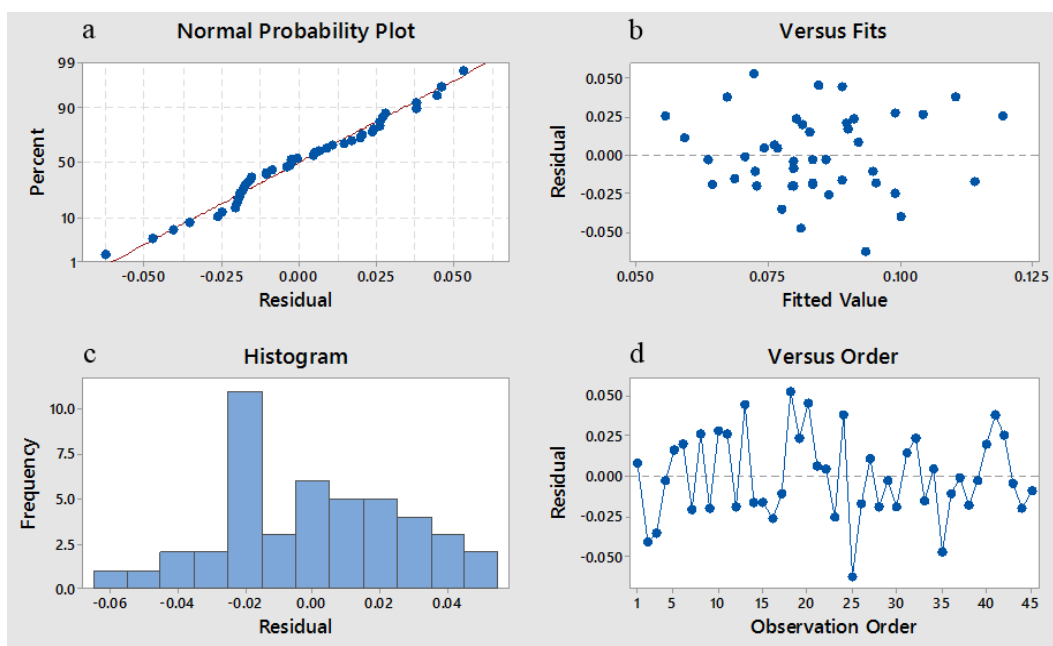 a Normal Probability Plot
99
90
50
10
1
Percent
-0.050 -0.025 0.000 0.025 0.050
Residual
b Versus Fits
0.050
0.025
0.000
-0.025
-0.050
Residual
0.050 0.075 0.100 0.125
Fitted Value
c Histogram
10.0
7.5
5.0
2.5
0.0
Frequency
-0.06 -0.04 -0.02 0.00 0.02 0.04
Residual
d Versus Order
0.050
0.025
0.000
-0.025
-0.050
Residual
1 5 10 15 20 25 30 35 40 45
Observation Order